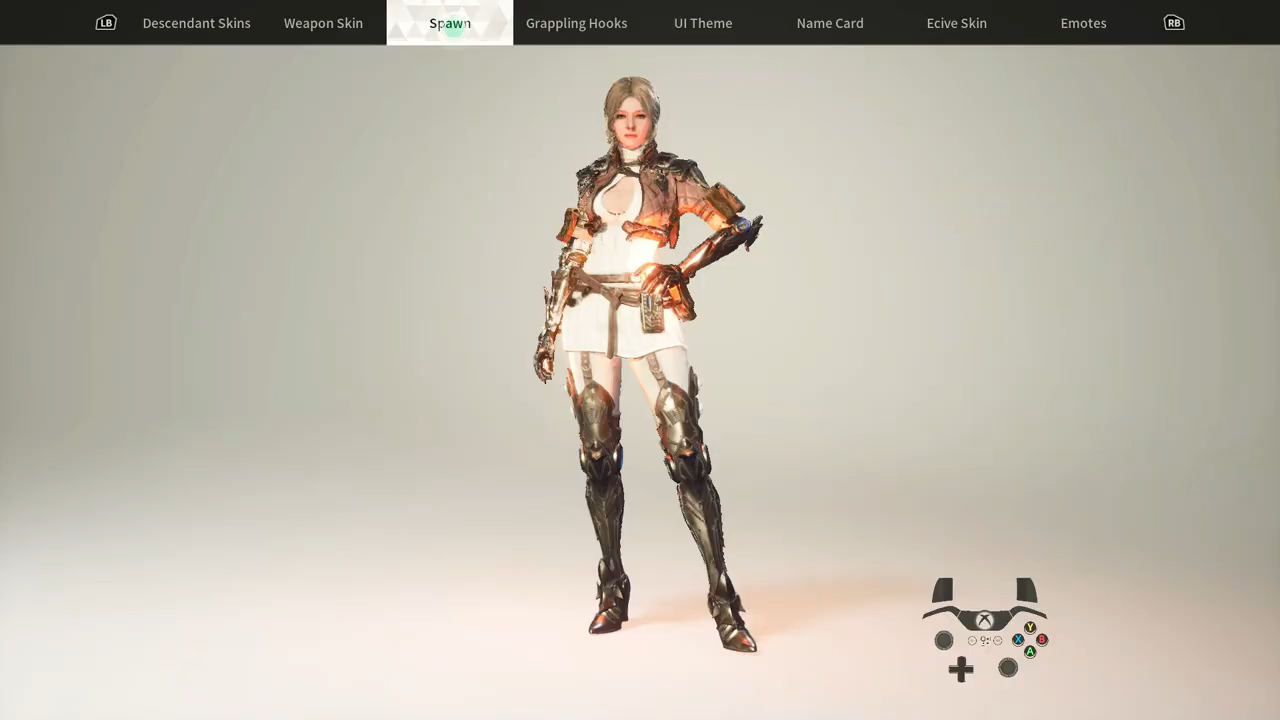 LB
Descendant Skins
Weapon Skin
Spawn
Grappling Hooks
UI Theme
Name Card
Ecive Skin
Emotes
RB
Y
X
B
A